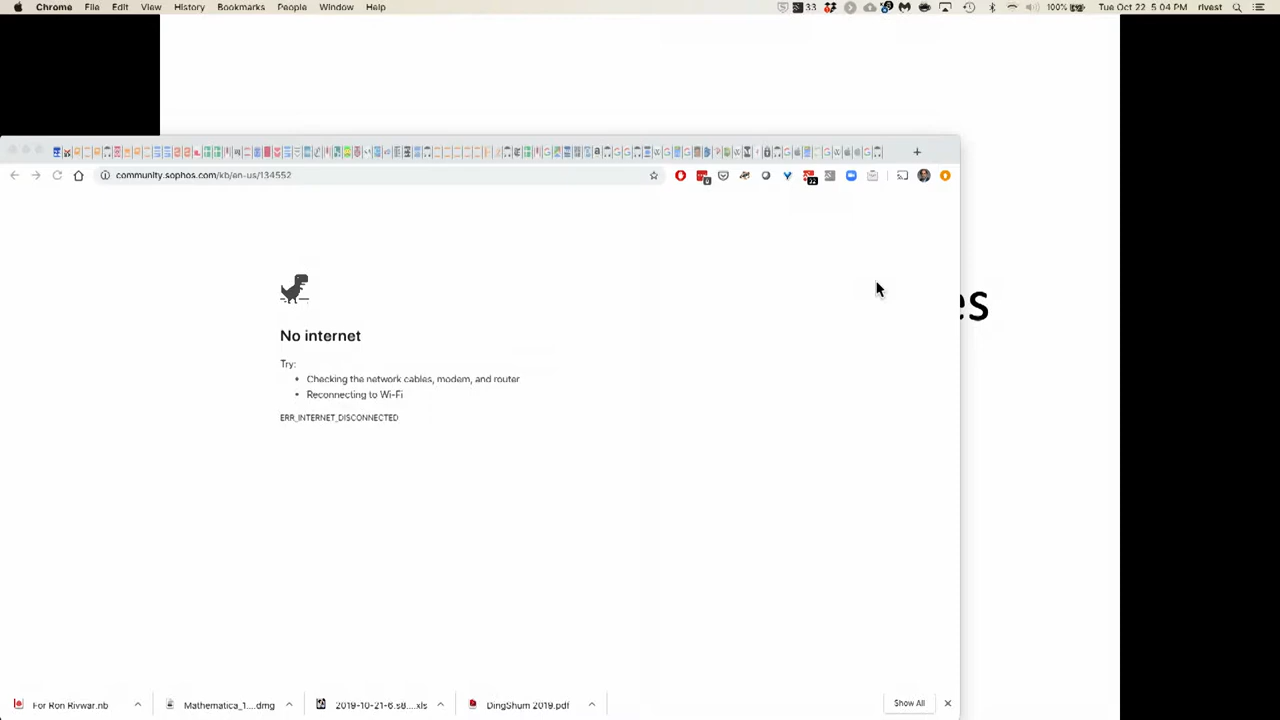 Chrome File Edit View History Bookmarks People Window Help 33 100% Tue Oct 22 5:04 PM rivest
community.sophos.com/kb/en-us/134552
es
No internet
Try:
• Checking the network cables, modem, and router
• Reconnecting to Wi-Fi
ERR_INTERNET_DISCONNECTED
For Ron Rivwar.nb Mathematica_1....dmg 2019-10-21-6.s8....xls DingShum 2019.pdf Show All